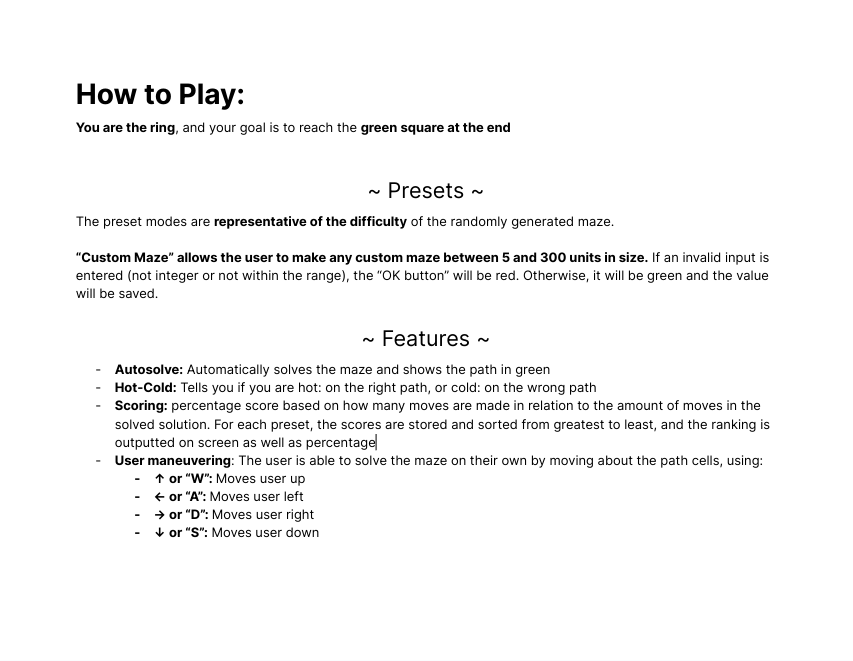 How to Play:
You are the ring, and your goal is to reach the green square at the end
~ Presets ~
The preset modes are representative of the difficulty of the randomly generated maze.
“Custom Maze” allows the user to make any custom maze between 5 and 300 units in size. If an invalid input is
entered (not integer or not within the range), the “OK button” will be red. Otherwise, it will be green and the value
will be saved.
~ Features ~
- Autosolve: Automatically solves the maze and shows the path in green
- Hot-Cold: Tells you if you are hot: on the right path, or cold: on the wrong path
- Scoring: percentage score based on how many moves are made in relation to the amount of moves in the
solved solution. For each preset, the scores are stored and sorted from greatest to least, and the ranking is
outputted on screen as well as percentage
- User maneuvering: The user is able to solve the maze on their own by moving about the path cells, using:
- ↑ or “W”: Moves user up
- ← or “A”: Moves user left
- → or “D”: Moves user right
- ↓ or “S”: Moves user down